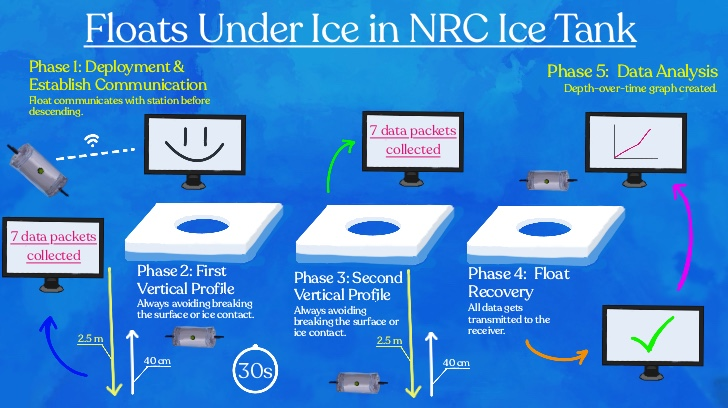 Floats Under Ice in NRC Ice Tank
Phase 1: Deployment &
Establish Communication
Float communicates with station before
descending.
7 data packets
collected
Phase 2: First
Vertical Profile
Always avoiding breaking
the surface or ice contact.
2.5 m
40 cm
30s
7 data packets
collected
Phase 3: Second
Vertical Profile
Always avoiding
breaking the surface or
ice contact.
2.5 m
40 cm
Phase 4: Float
Recovery
All data gets
transmitted to the
receiver.
Phase 5: Data Analysis
Depth-over-time graph created.